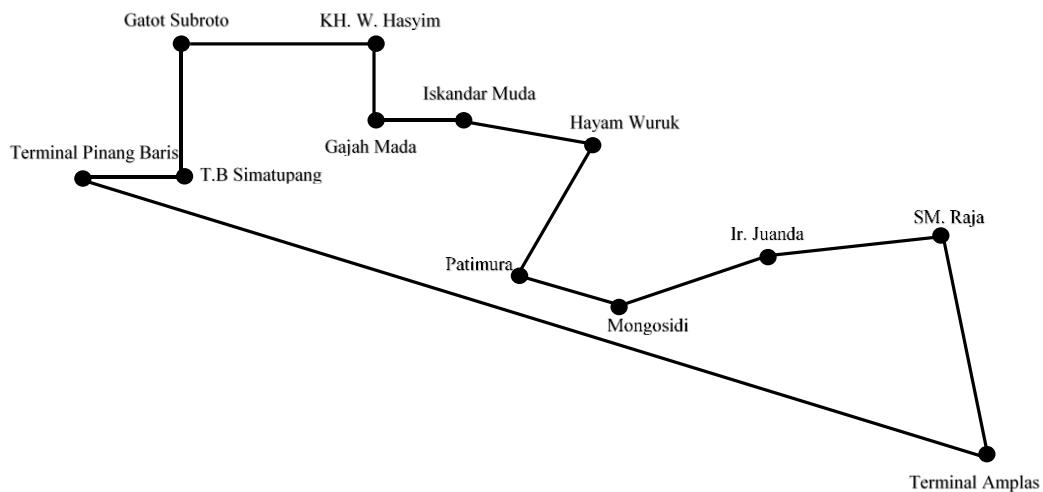 Gatot Subroto
KH. W. Hasyim
Iskandar Muda
Hayam Wuruk
Gajah Mada
Terminal Pinang Baris
T.B Simatupang
SM. Raja
Ir. Juanda
Patimura
Mongosidi
Terminal Amplas